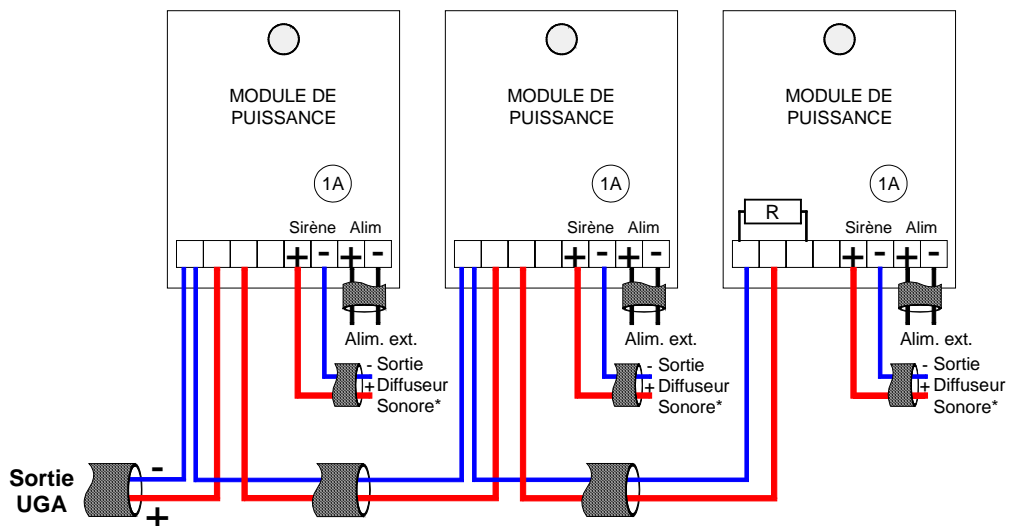 MODULE DE
PUISSANCE
1A
Sirène Alim
+ - + -
Alim. ext.
- Sortie
+ Diffuseur
Sonore*
MODULE DE
PUISSANCE
1A
Sirène Alim
+ - + -
Alim. ext.
- Sortie
+ Diffuseur
Sonore*
MODULE DE
PUISSANCE
1A
R
Sirène Alim
+ - + -
Alim. ext.
- Sortie
+ Diffuseur
Sonore*
Sortie -
UGA +